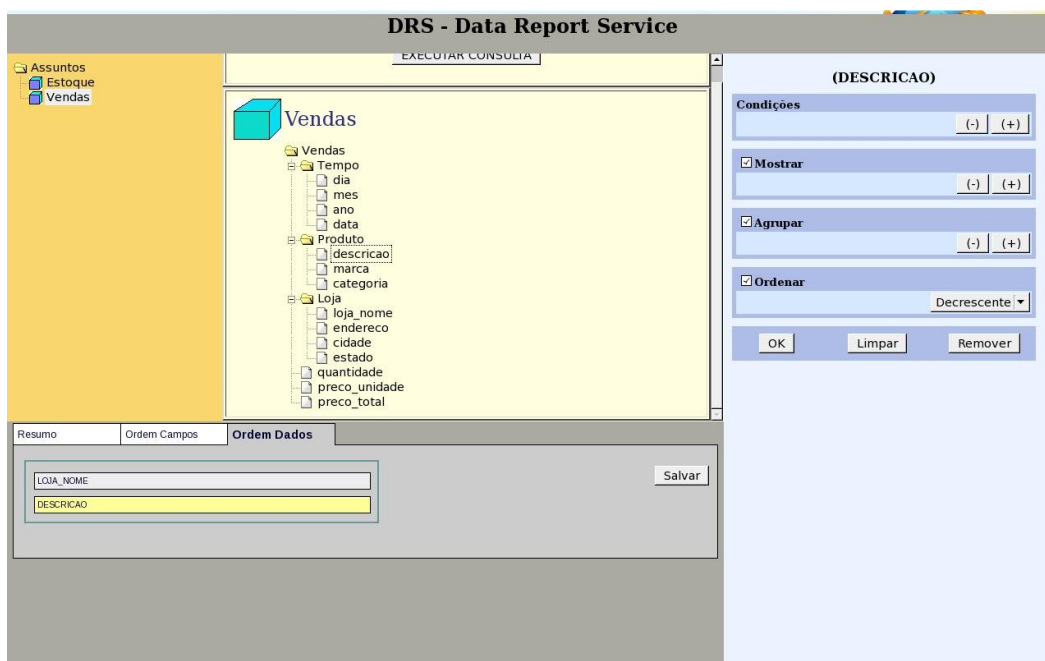 DRS - Data Report Service
Assuntos
Estoque
Vendas
EXECUTAR CONSULTA
Vendas
Vendas
Tempo
dia
mes
ano
data
Produto
descricao
marca
categoria
Loja
loja_nome
endereco
cidade
estado
quantidade
preco_unidade
preco_total
(DESCRICAO)
Condições
(-) (+)
Mostrar
(-) (+)
Agrupar
(-) (+)
Ordenar
Decrescente
OK Limpar Remover
Resumo Ordem Campos Ordem Dados
LOJA_NOME
DESCRICAO
Salvar